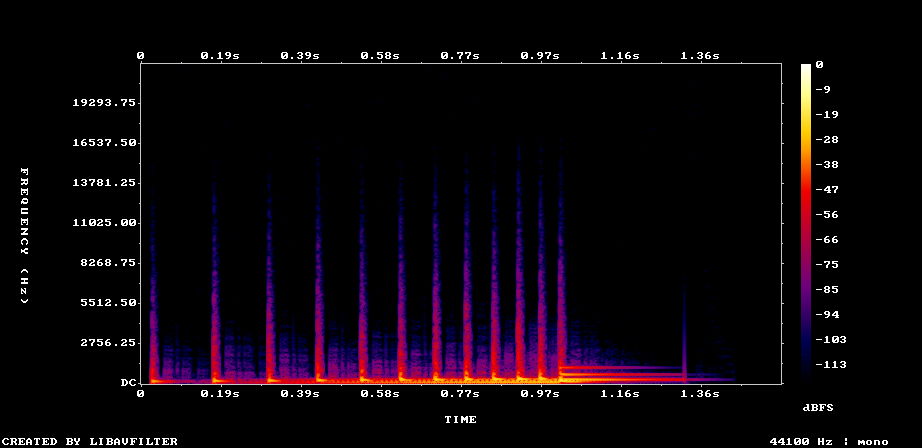 0 0.19s 0.39s 0.58s 0.77s 0.97s 1.16s 1.36s
0
-9
-19
-28
-38
-47
-56
-66
-75
-85
-94
-103
-113
dBFS
19293.75
16537.50
13781.25
11025.00
8268.75
5512.50
2756.25
DC
FREQUENCY (Hz)
0 0.19s 0.39s 0.58s 0.77s 0.97s 1.16s 1.36s
TIME
CREATED BY LIBAVFILTER
44100 Hz | mono